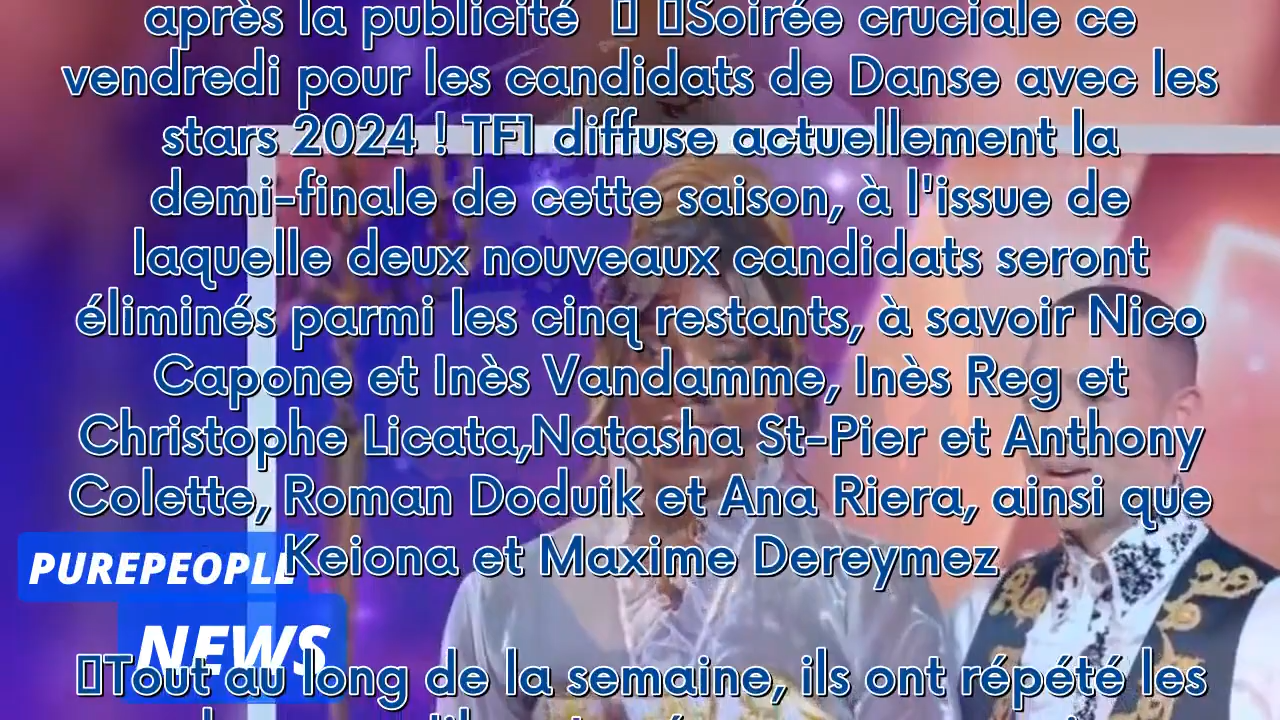 après la publicité Soirée cruciale ce
vendredi pour les candidats de Danse avec les
stars 2024 ! TF1 diffuse actuellement la
demi-finale de cette saison, à l'issue de
laquelle deux nouveaux candidats seront
éliminés parmi les cinq restants, à savoir Nico
Capone et Inès Vandamme, Inès Reg et
Christophe Licata,Natasha St-Pier et Anthony
Colette, Roman Doduik et Ana Riera, ainsi que
Keiona et Maxime Dereymez
PUREPEOPLE
NEWS
Tout au long de la semaine, ils ont répété les